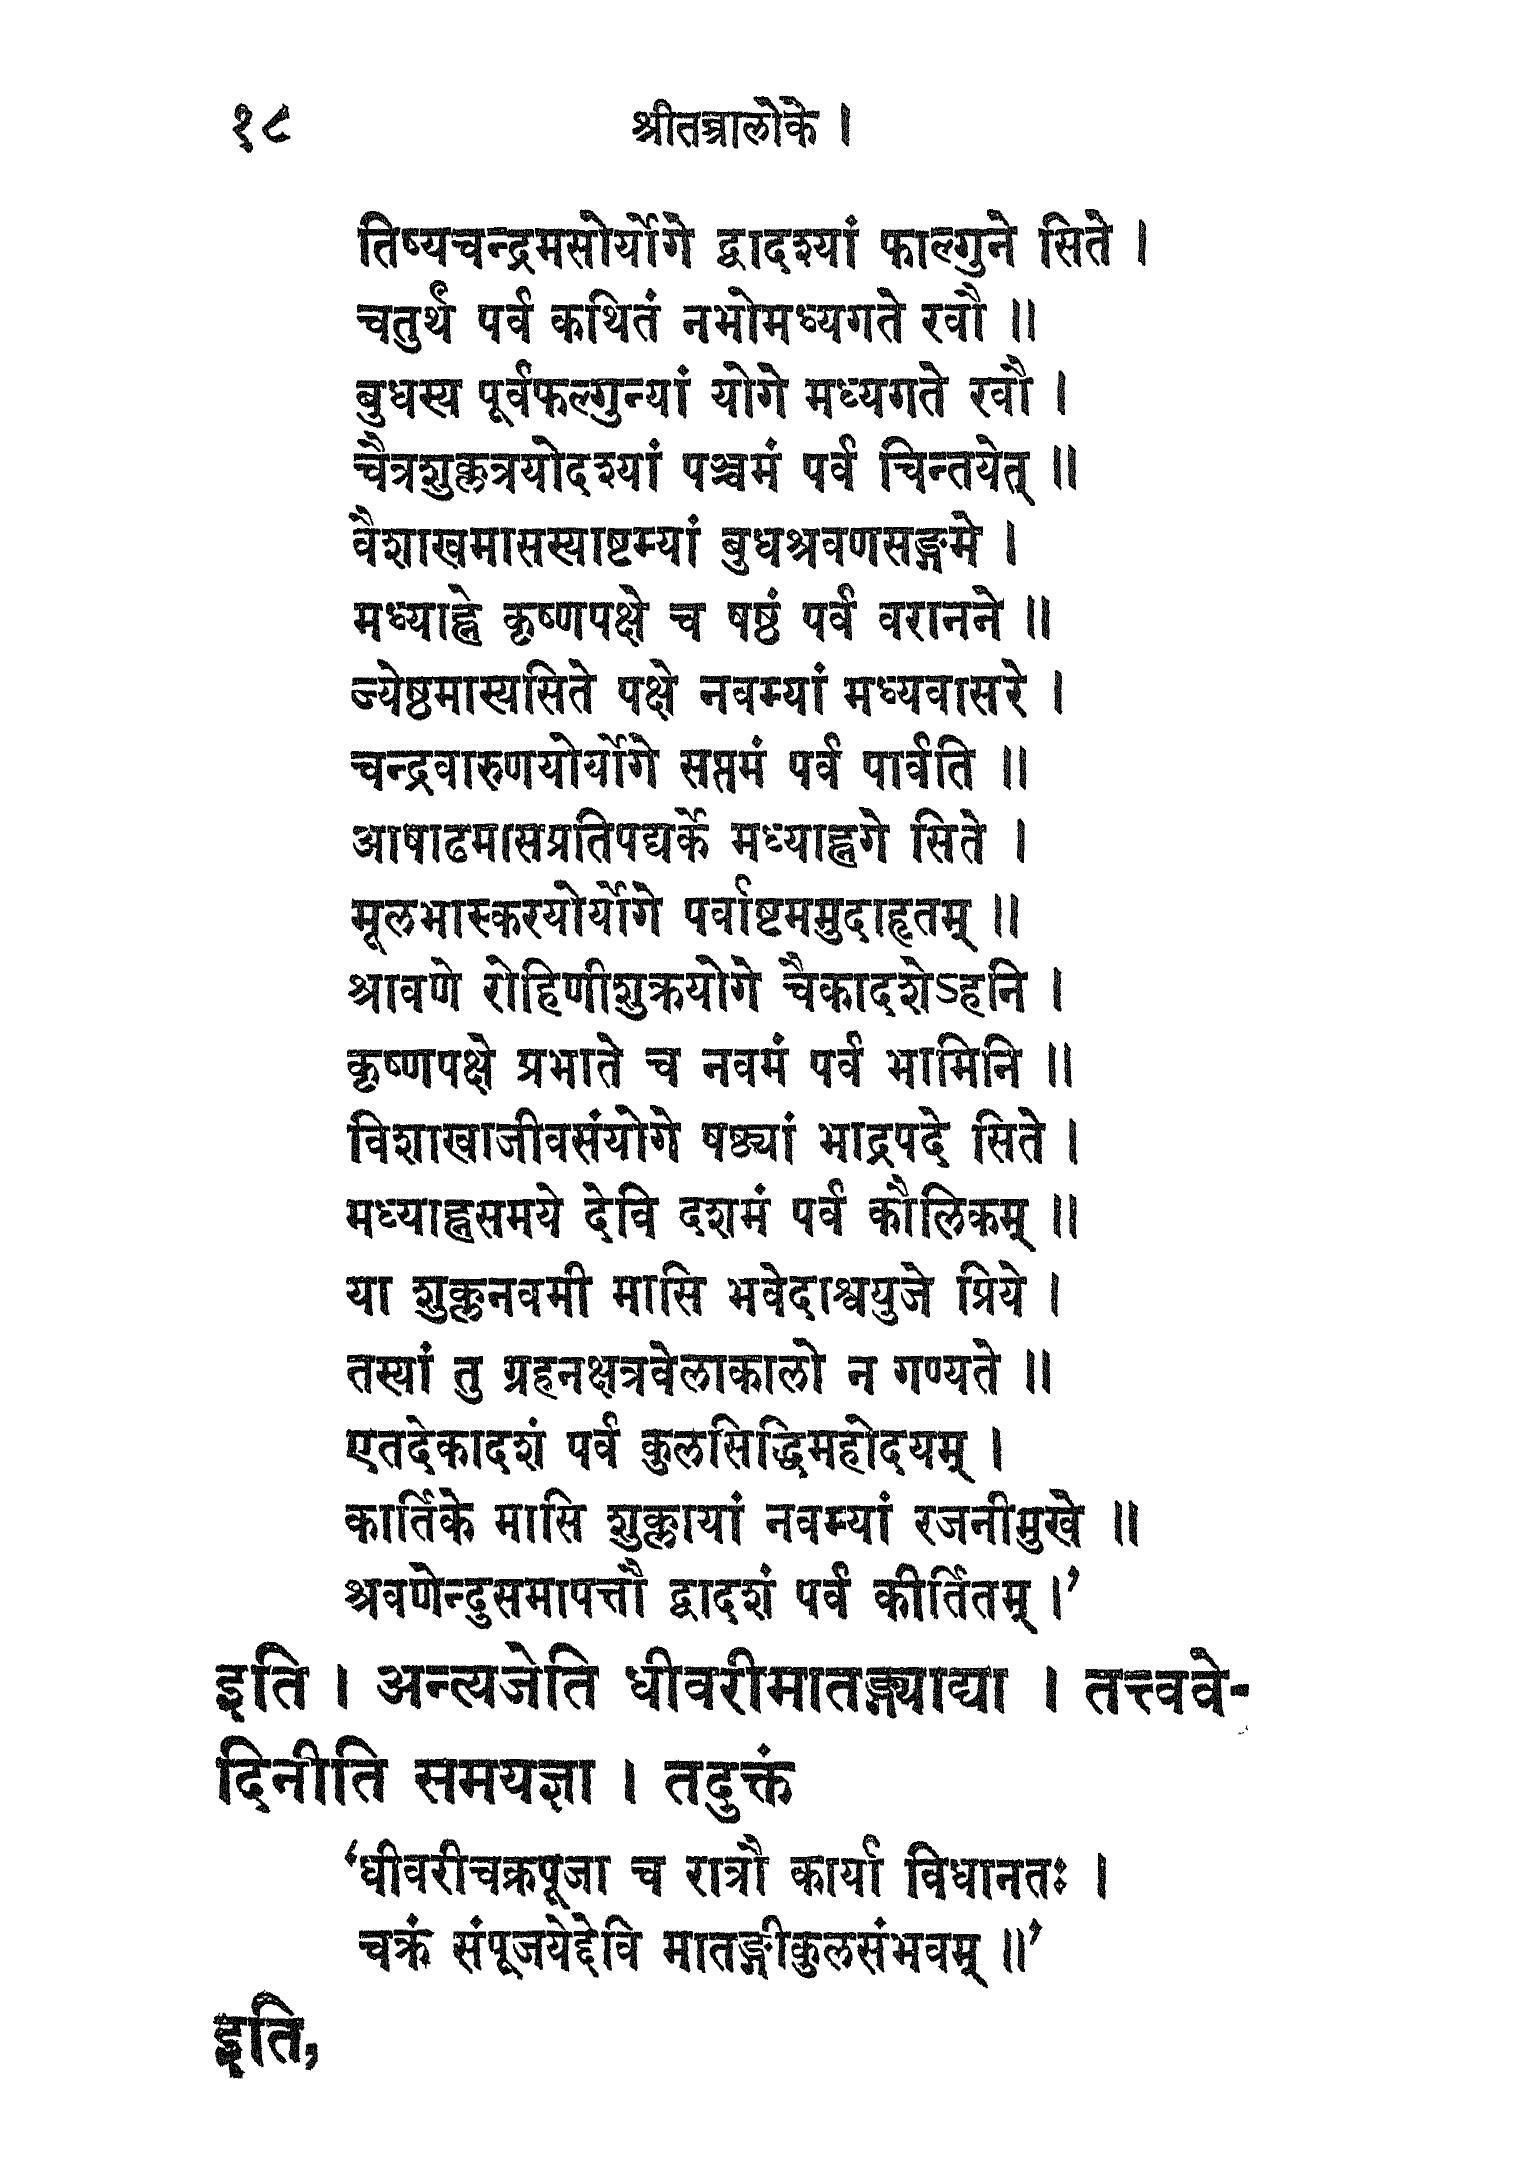 १८ श्रीतन्त्रालोके ।
तिष्यचन्द्रमसोर्योगे द्वादश्यां फाल्गुने सिते ।
चतुर्थं पर्व कथितं नभोमध्यगते रवौ ॥
बुधस्य पूर्वफल्गुन्यां योगे मध्यगते रवौ ।
चैत्रशुक्लत्रयोदश्यां पञ्चमं पर्व चिन्तयेत् ॥
वैशाखमासस्याष्टम्यां बुधश्रवणसङ्गमे ।
मध्याह्ने कृष्णपक्षे च षष्ठं पर्व वरानने ॥
ज्येष्ठमास्यसिते पक्षे नवम्यां मध्यवासरे ।
चन्द्रवारुणयोर्योगे सप्तमं पर्व पार्वति ॥
आषाढमासप्रतिपद्यर्के मध्याह्नगे सिते ।
मूलभास्करयोर्योगे पर्वाष्टममुदाहृतम् ॥
श्रावणे रोहिणीशुक्रयोगे चैकादशेऽहनि ।
कृष्णपक्षे प्रभाते च नवमं पर्व भामिनि ॥
विशाखाजीवसंयोगे षष्ठ्यां भाद्रपदे सिते ।
मध्याह्नसमये देवि दशमं पर्व कौलिकम् ॥
या शुक्लनवमी मासि भवेदाश्वयुजे प्रिये ।
तस्यां तु ग्रहनक्षत्रवेलाकालो न गण्यते ॥
एतदेकादशं पर्व कुलसिद्धिमहोदयम् ।
कार्तिके मासि शुक्लायां नवम्यां रजनीमुखे ॥
श्रवणेन्दुसमापत्तौ द्वादशं पर्व कीर्तितम् ।’
इति । अन्त्यजेति धीवरीमातङ्ग्याद्या । तत्त्ववे-
दिनीति समयज्ञा । तदुक्तं
‘धीवरीचक्रपूजा च रात्रौ कार्या विधानतः ।
चक्रं संपूजयेद्देवि मातङ्गीकुलसंभवम् ॥’
इति,